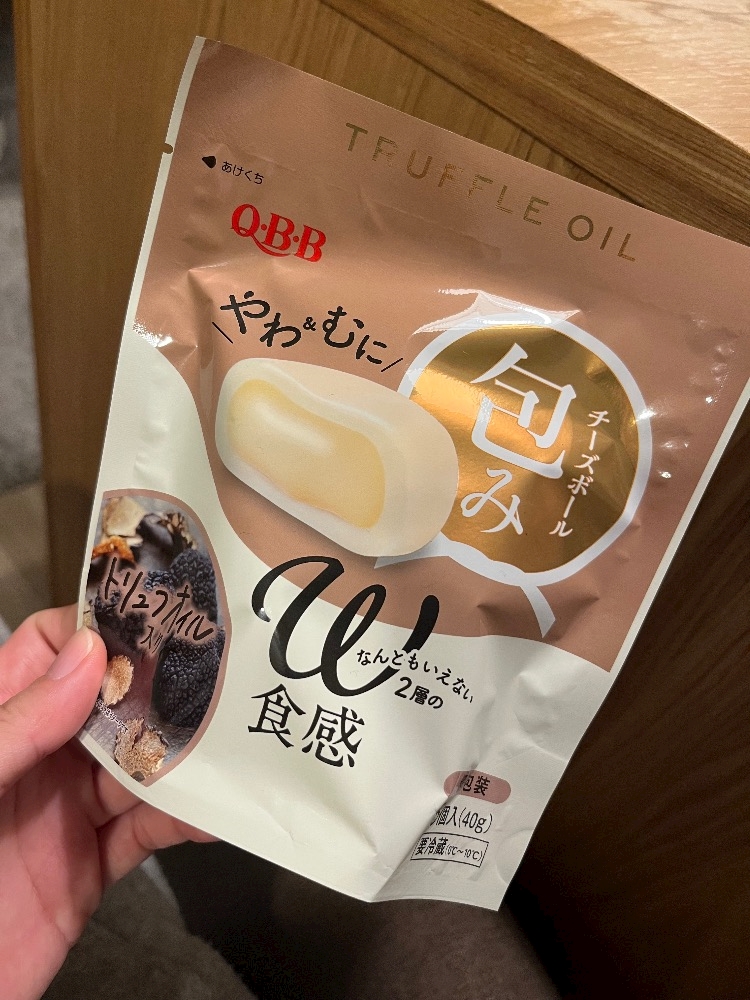 TRUFFLE OIL
あけくち
Q·B·B
やわ&むに
包み
チーズボール
トリュフオイル
入り
W
なんともいえない
2層の
食感
包装
個入(40g)
要冷蔵(0℃~10℃)